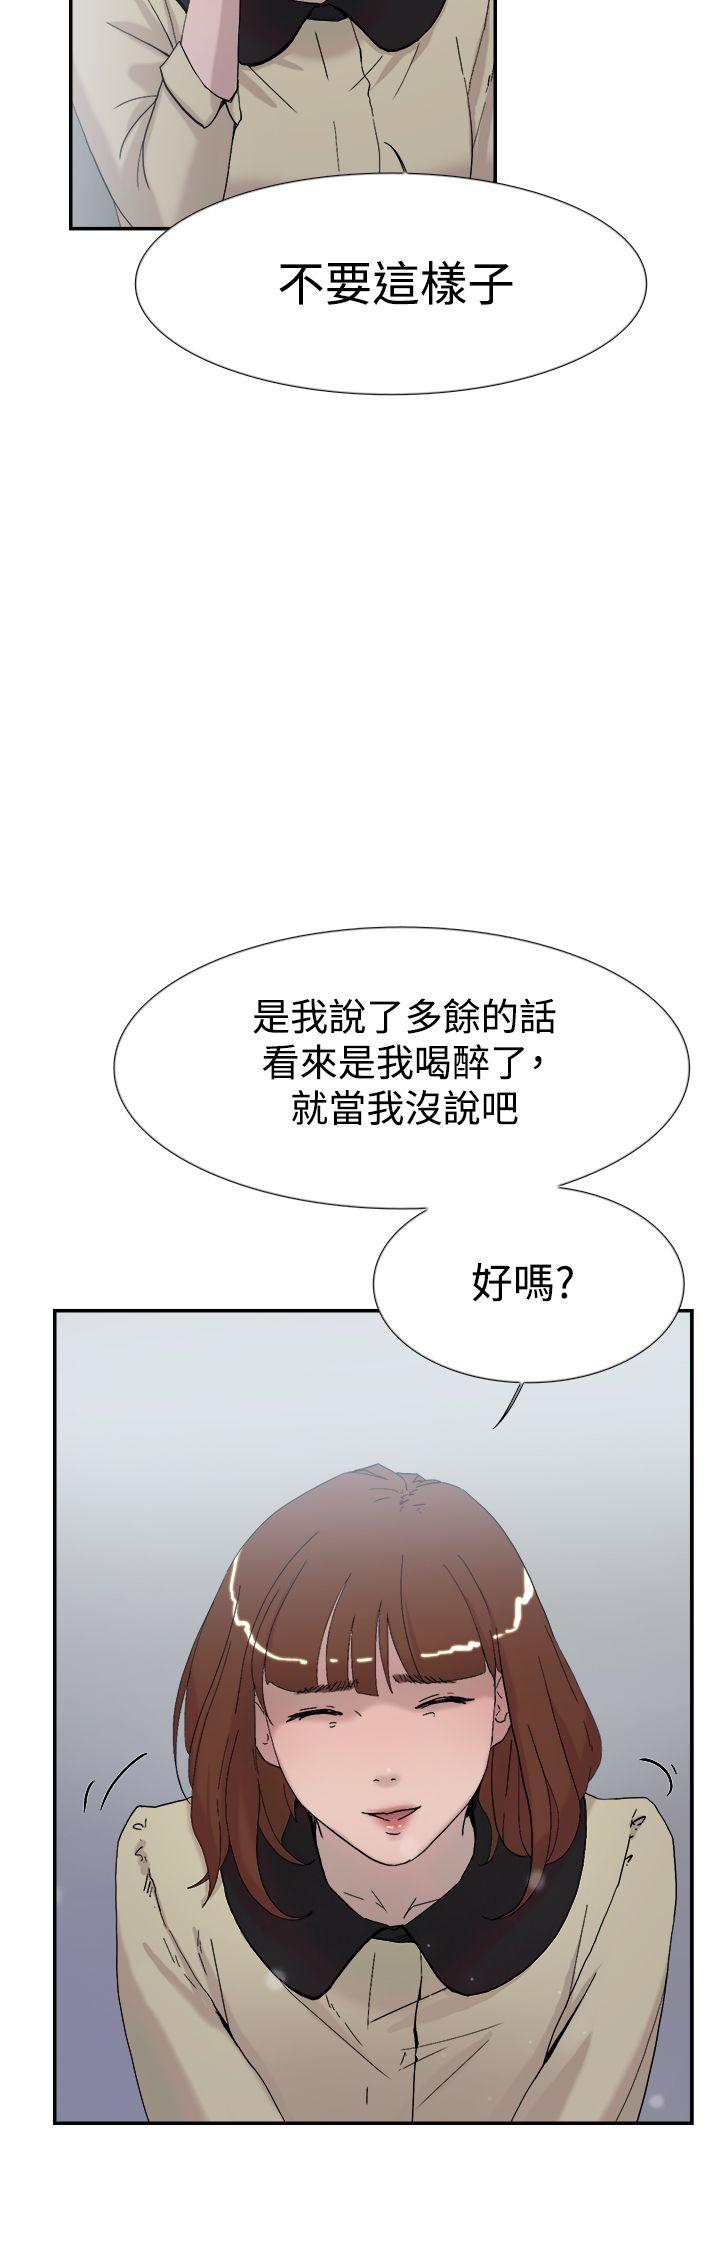 不要這樣子
是我說了多餘的話
看來是我喝醉了,
就當我沒說吧
好嗎?